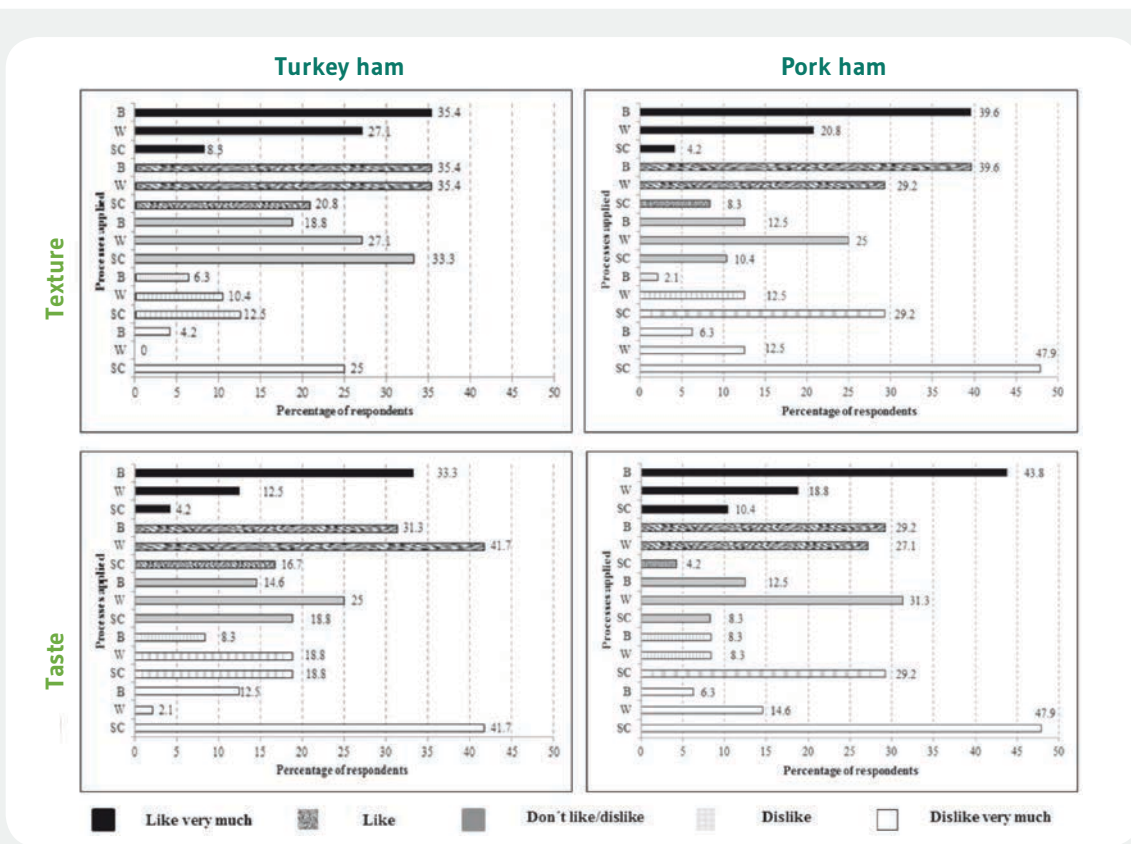 Turkey ham
Pork ham
Texture
Processes applied
B 35.4
W 27.1
SC 8.3
B 35.4
W 35.4
SC 20.8
B 18.8
W 27.1
SC 33.3
B 6.3
W 10.4
SC 12.5
B 4.2
W 0
SC 25
0 5 10 15 20 25 30 35 40 45 50
Percentage of respondents
Processes applied
B 39.6
W 20.8
SC 4.2
B 39.6
W 29.2
SC 8.3
B 12.5
W 25
SC 10.4
B 2.1
W 12.5
SC 29.2
B 6.3
W 12.5
SC 47.9
0 5 10 15 20 25 30 35 40 45 50
Percentage of respondents
Taste
Processes applied
B 33.3
W 12.5
SC 4.2
B 31.3
W 41.7
SC 16.7
B 14.6
W 25
SC 18.8
B 8.3
W 18.8
SC 18.8
B 12.5
W 2.1
SC 41.7
0 5 10 15 20 25 30 35 40 45 50
Percentage of respondents
Processes applied
B 43.8
W 18.8
SC 10.4
B 29.2
W 27.1
SC 4.2
B 12.5
W 31.3
SC 8.3
B 8.3
W 8.3
SC 29.2
B 6.3
W 14.6
SC 47.9
0 5 10 15 20 25 30 35 40 45 50
Percentage of respondents
Like very much Like Don´t like/dislike Dislike Dislike very much